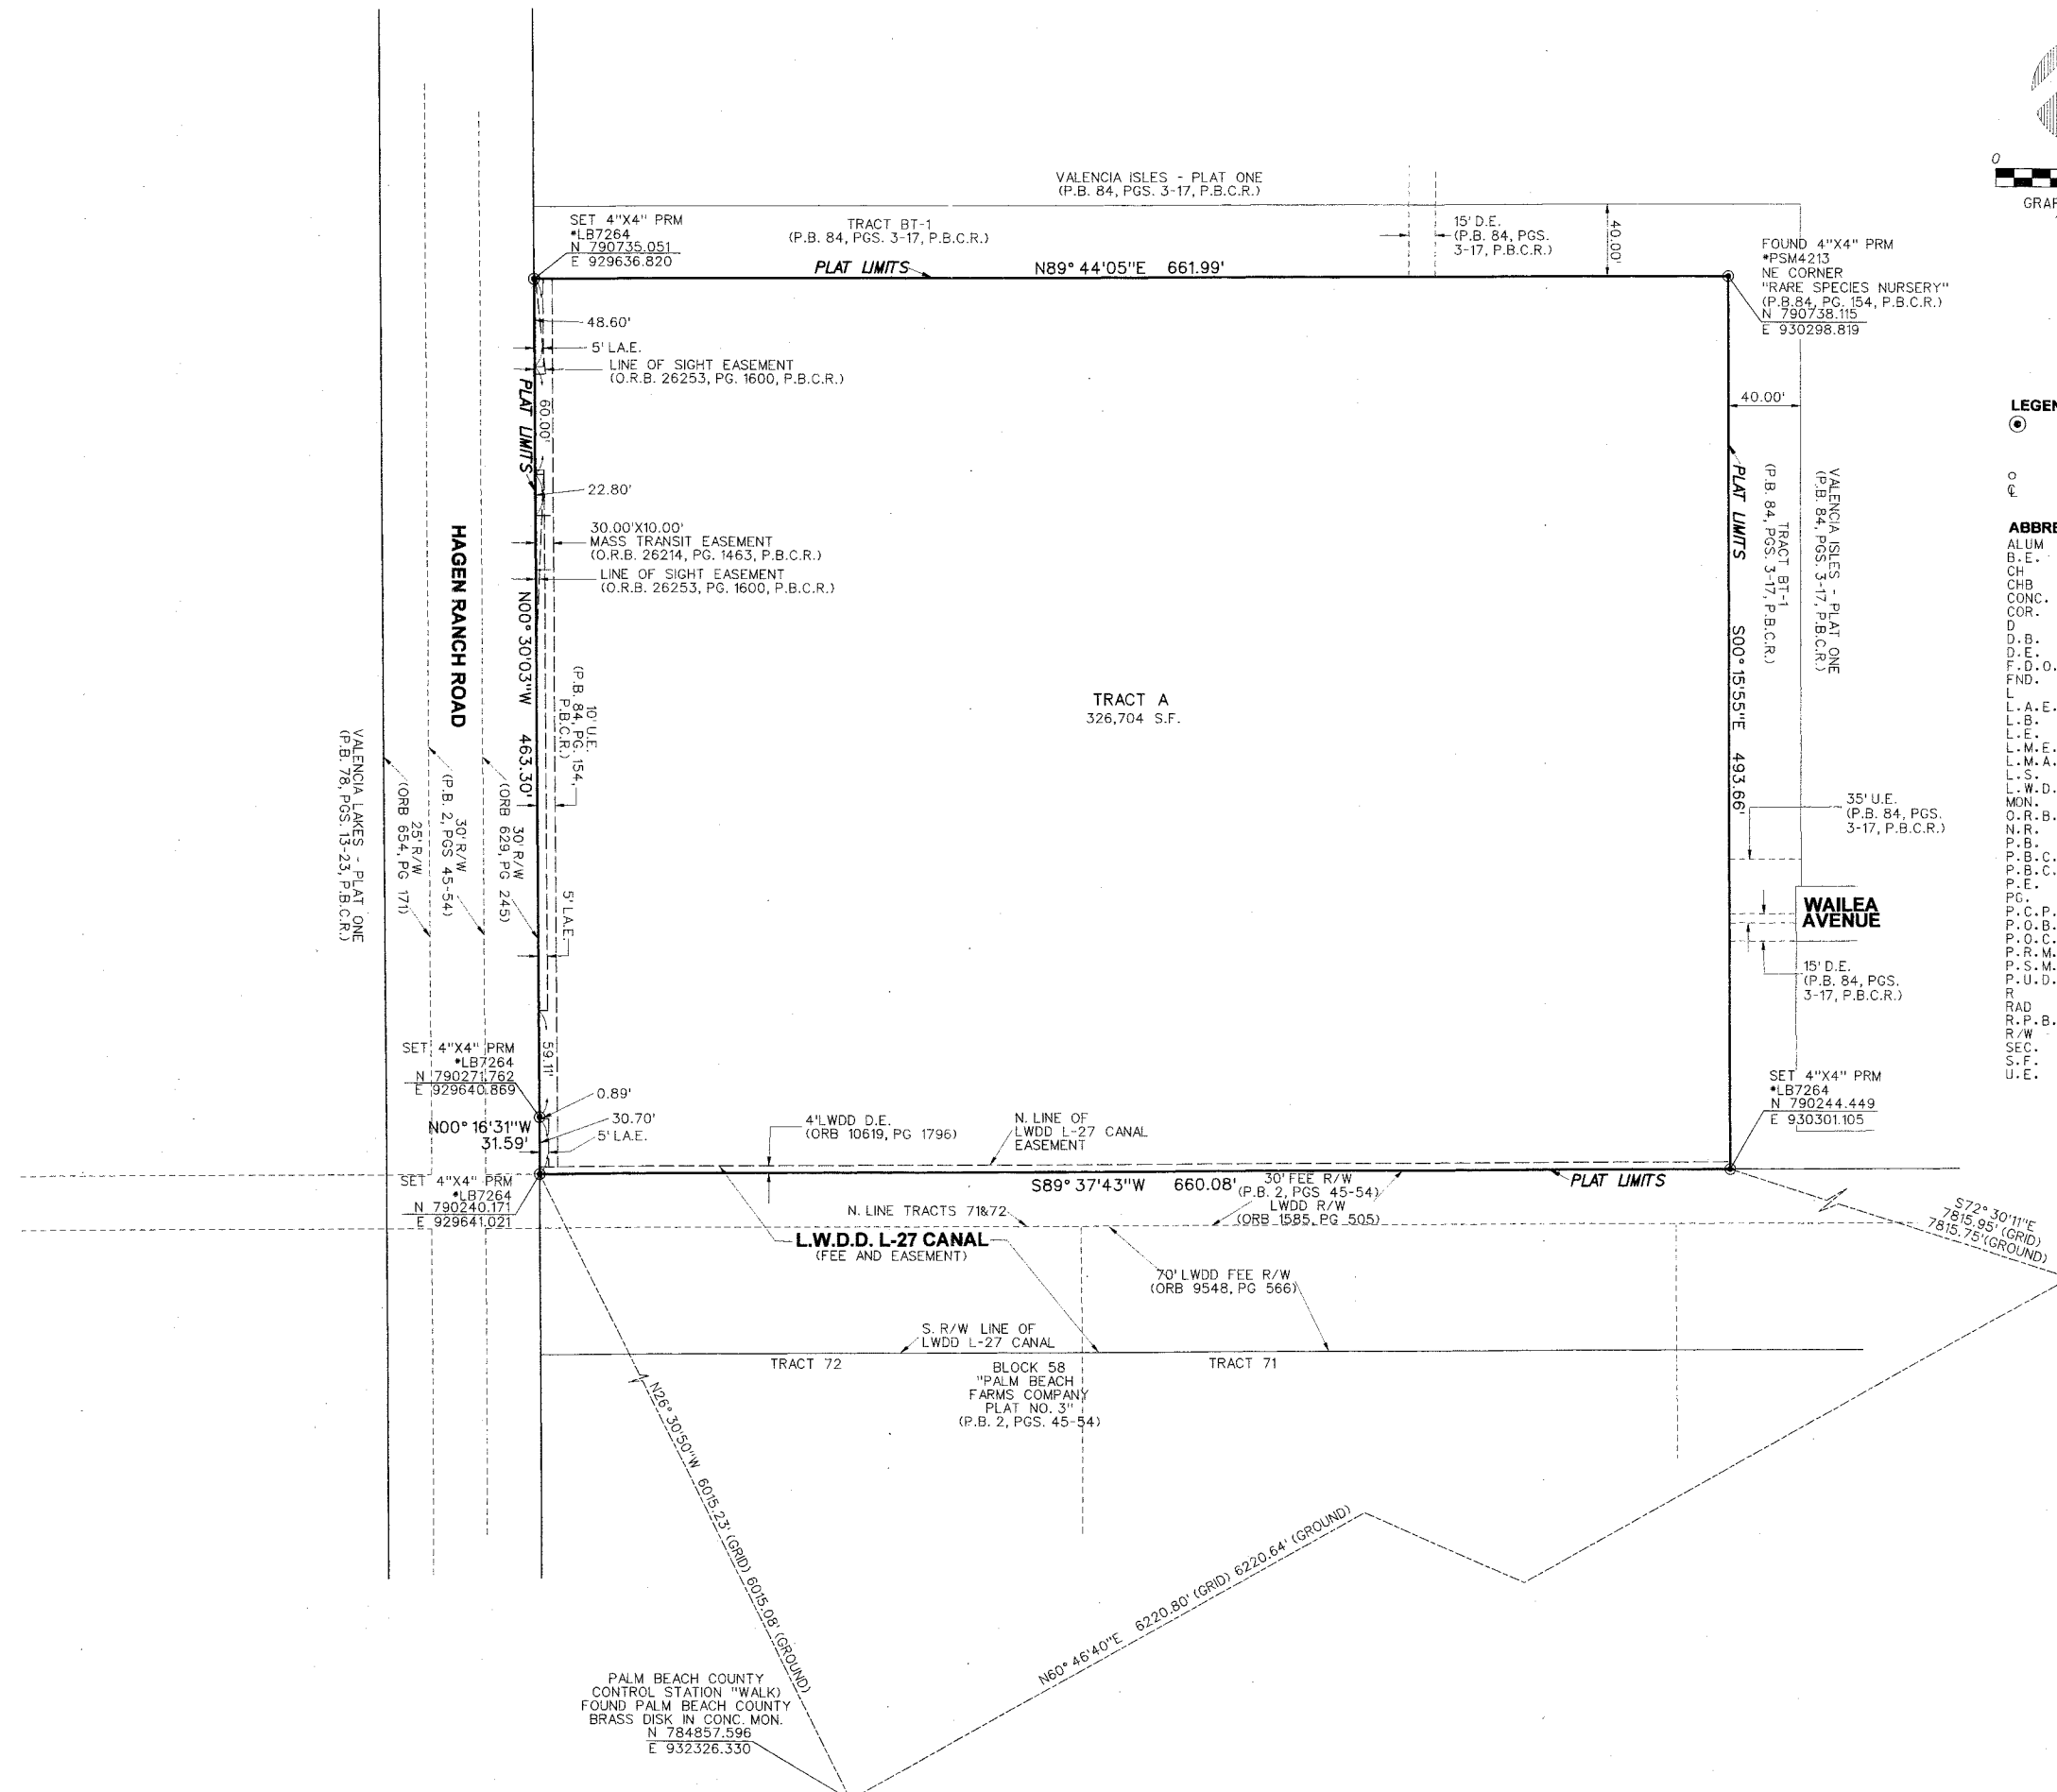 VALENCIA ISLES - PLAT ONE
(P.B. 84, PGS. 3-17, P.B.C.R.)
0
SET 4"X4" PRM
*LB7264
N 790735.051
E 929636.820
TRACT BT-1
(P.B. 84, PGS. 3-17, P.B.C.R.)
15' D.E.
(P.B. 84, PGS.
3-17, P.B.C.R.)
40.00'
FOUND 4"X4" PRM
*PSM4213
NE CORNER
"RARE SPECIES NURSERY"
(P.B.84, PG. 154, P.B.C.R.)
N 790738.115
E 930298.819
PLAT LIMITS
N89° 44'05"E 661.99'
48.60'
5' L.A.E.
LINE OF SIGHT EASEMENT
(O.R.B. 26253, PG. 1600, P.B.C.R.)
PLAT LIMITS
60.00'
22.80'
30.00'X10.00'
MASS TRANSIT EASEMENT
(O.R.B. 26214, PG. 1463, P.B.C.R.)
LINE OF SIGHT EASEMENT
(O.R.B. 26253, PG. 1600, P.B.C.R.)
HAGEN RANCH ROAD
N00° 30'03"W 463.30'
10' U.E.
(P.B. 84, PG. 154,
P.B.C.R.)
TRACT A
326,704 S.F.
40.00'
PLAT LIMITS
S00° 15'55"E 493.66'
TRACT BT-1
(P.B. 84, PGS. 3-17, P.B.C.R.)
VALENCIA ISLES - PLAT ONE
(P.B. 84, PGS. 3-17, P.B.C.R.)
35' U.E.
(P.B. 84, PGS.
3-17, P.B.C.R.)
WAILEA
AVENUE
15' D.E.
(P.B. 84, PGS.
3-17, P.B.C.R.)
VALENCIA LAKES - PLAT ONE
(P.B. 78, PGS. 13-23, P.B.C.R.)
25' R/W
(ORB 654, PG 171)
30' R/W
(P.B. 2, PGS 45-54)
30' R/W
(ORB 629, PG 245)
5' L.A.E.
59.11'
SET 4"X4" PRM
*LB7264
N 790271.762
E 929640.869
0.89'
30.70'
5' L.A.E.
N00° 16'31"W
31.59'
SET 4"X4" PRM
*LB7264
N 790240.171
E 929641.021
4' LWDD D.E.
(ORB 10619, PG 1796)
N. LINE OF
LWDD L-27 CANAL
EASEMENT
SET 4"X4" PRM
*LB7264
N 790244.449
E 930301.105
S89° 37'43"W 660.08'
30' FEE R/W
(P.B. 2, PGS 45-54)
LWDD R/W
(ORB 1585, PG 505)
PLAT LIMITS
N. LINE TRACTS 71&72
L.W.D.D. L-27 CANAL
(FEE AND EASEMENT)
70' LWDD FEE R/W
(ORB 9548, PG 566)
S72° 30'11"E
7815.95' (GRID)
7815.75' (GROUND)
S. R/W LINE OF
LWDD L-27 CANAL
TRACT 72
BLOCK 58
"PALM BEACH
FARMS COMPANY
PLAT NO. 3"
(P.B. 2, PGS. 45-54)
TRACT 71
N26° 30'50"W 6015.23' (GRID) 6015.08' (GROUND)
N60° 46'40"E 6220.80' (GRID) 6220.64' (GROUND)
PALM BEACH COUNTY
CONTROL STATION "WALK)
FOUND PALM BEACH COUNTY
BRASS DISK IN CONC. MON.
N 784857.596
E 932326.330
GRAP
LEGEN
℄
ABBRE
ALUM
B.E.
CH
CHB
CONC.
COR.
D
D.B.
D.E.
F.D.O.
FND.
L
L.A.E.
L.B.
L.E.
L.M.E.
L.M.A.
L.S.
L.W.D.
MON.
O.R.B.
N.R.
P.B.
P.B.C.
P.B.C.
P.E.
PG.
P.C.P.
P.O.B.
P.O.C.
P.R.M.
P.S.M.
P.U.D.
R
RAD
R.P.B.
R/W
SEC.
S.F.
U.E.